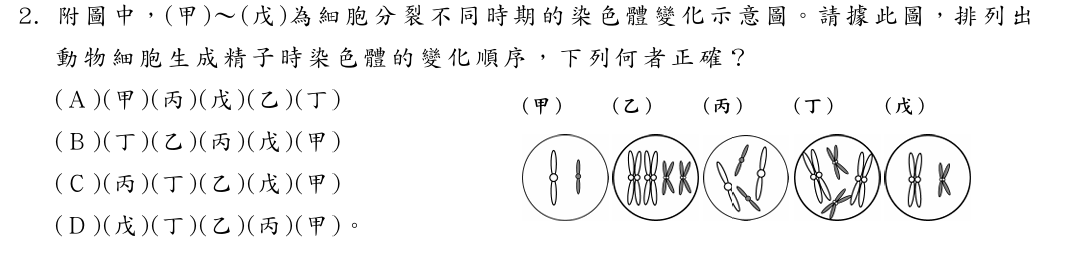 2. 附圖中，(甲)～(戊)為細胞分裂不同時期的染色體變化示意圖。請據此圖，排列出
動物細胞生成精子時染色體的變化順序，下列何者正確？
(A)(甲)(丙)(戊)(乙)(丁)
(B)(丁)(乙)(丙)(戊)(甲)
(C)(丙)(丁)(乙)(戊)(甲)
(D)(戊)(丁)(乙)(丙)(甲)。
(甲) (乙) (丙) (丁) (戊)